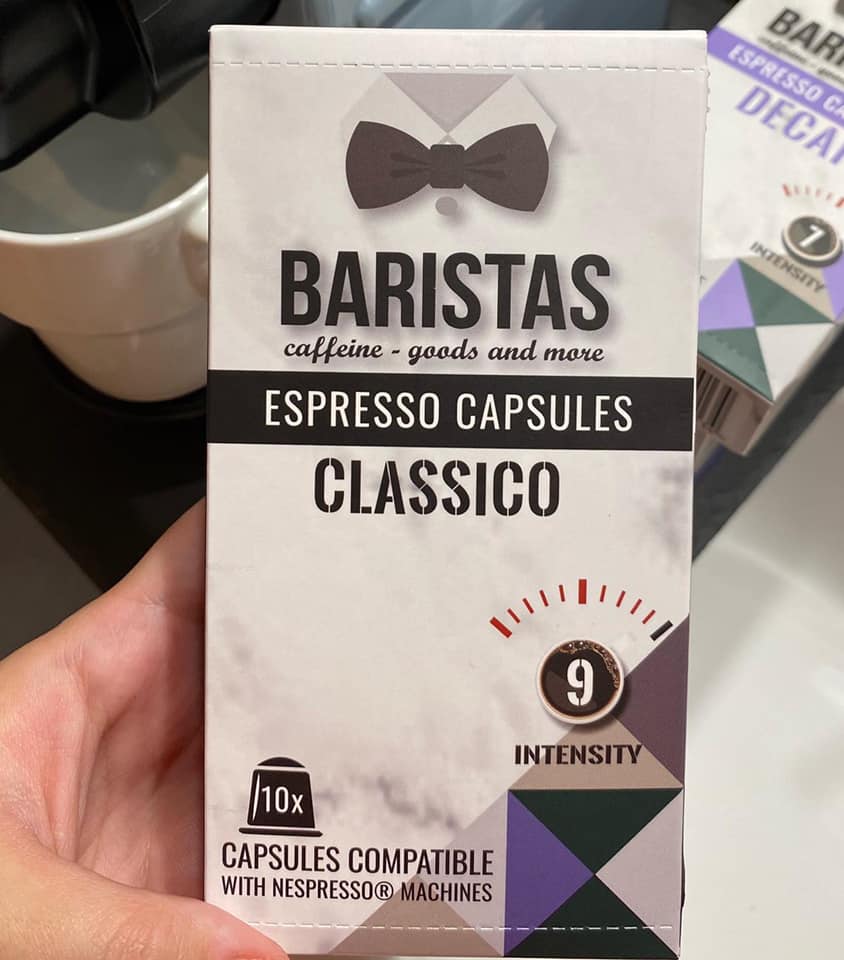 BARISTAS
caffeine - goods and more
ESPRESSO CAPSULES
CLASSICO
9
INTENSITY
10x
CAPSULES COMPATIBLE
WITH NESPRESSO® MACHINES
BAR
ESPRESSO CA
DECA
7
INTENSITY